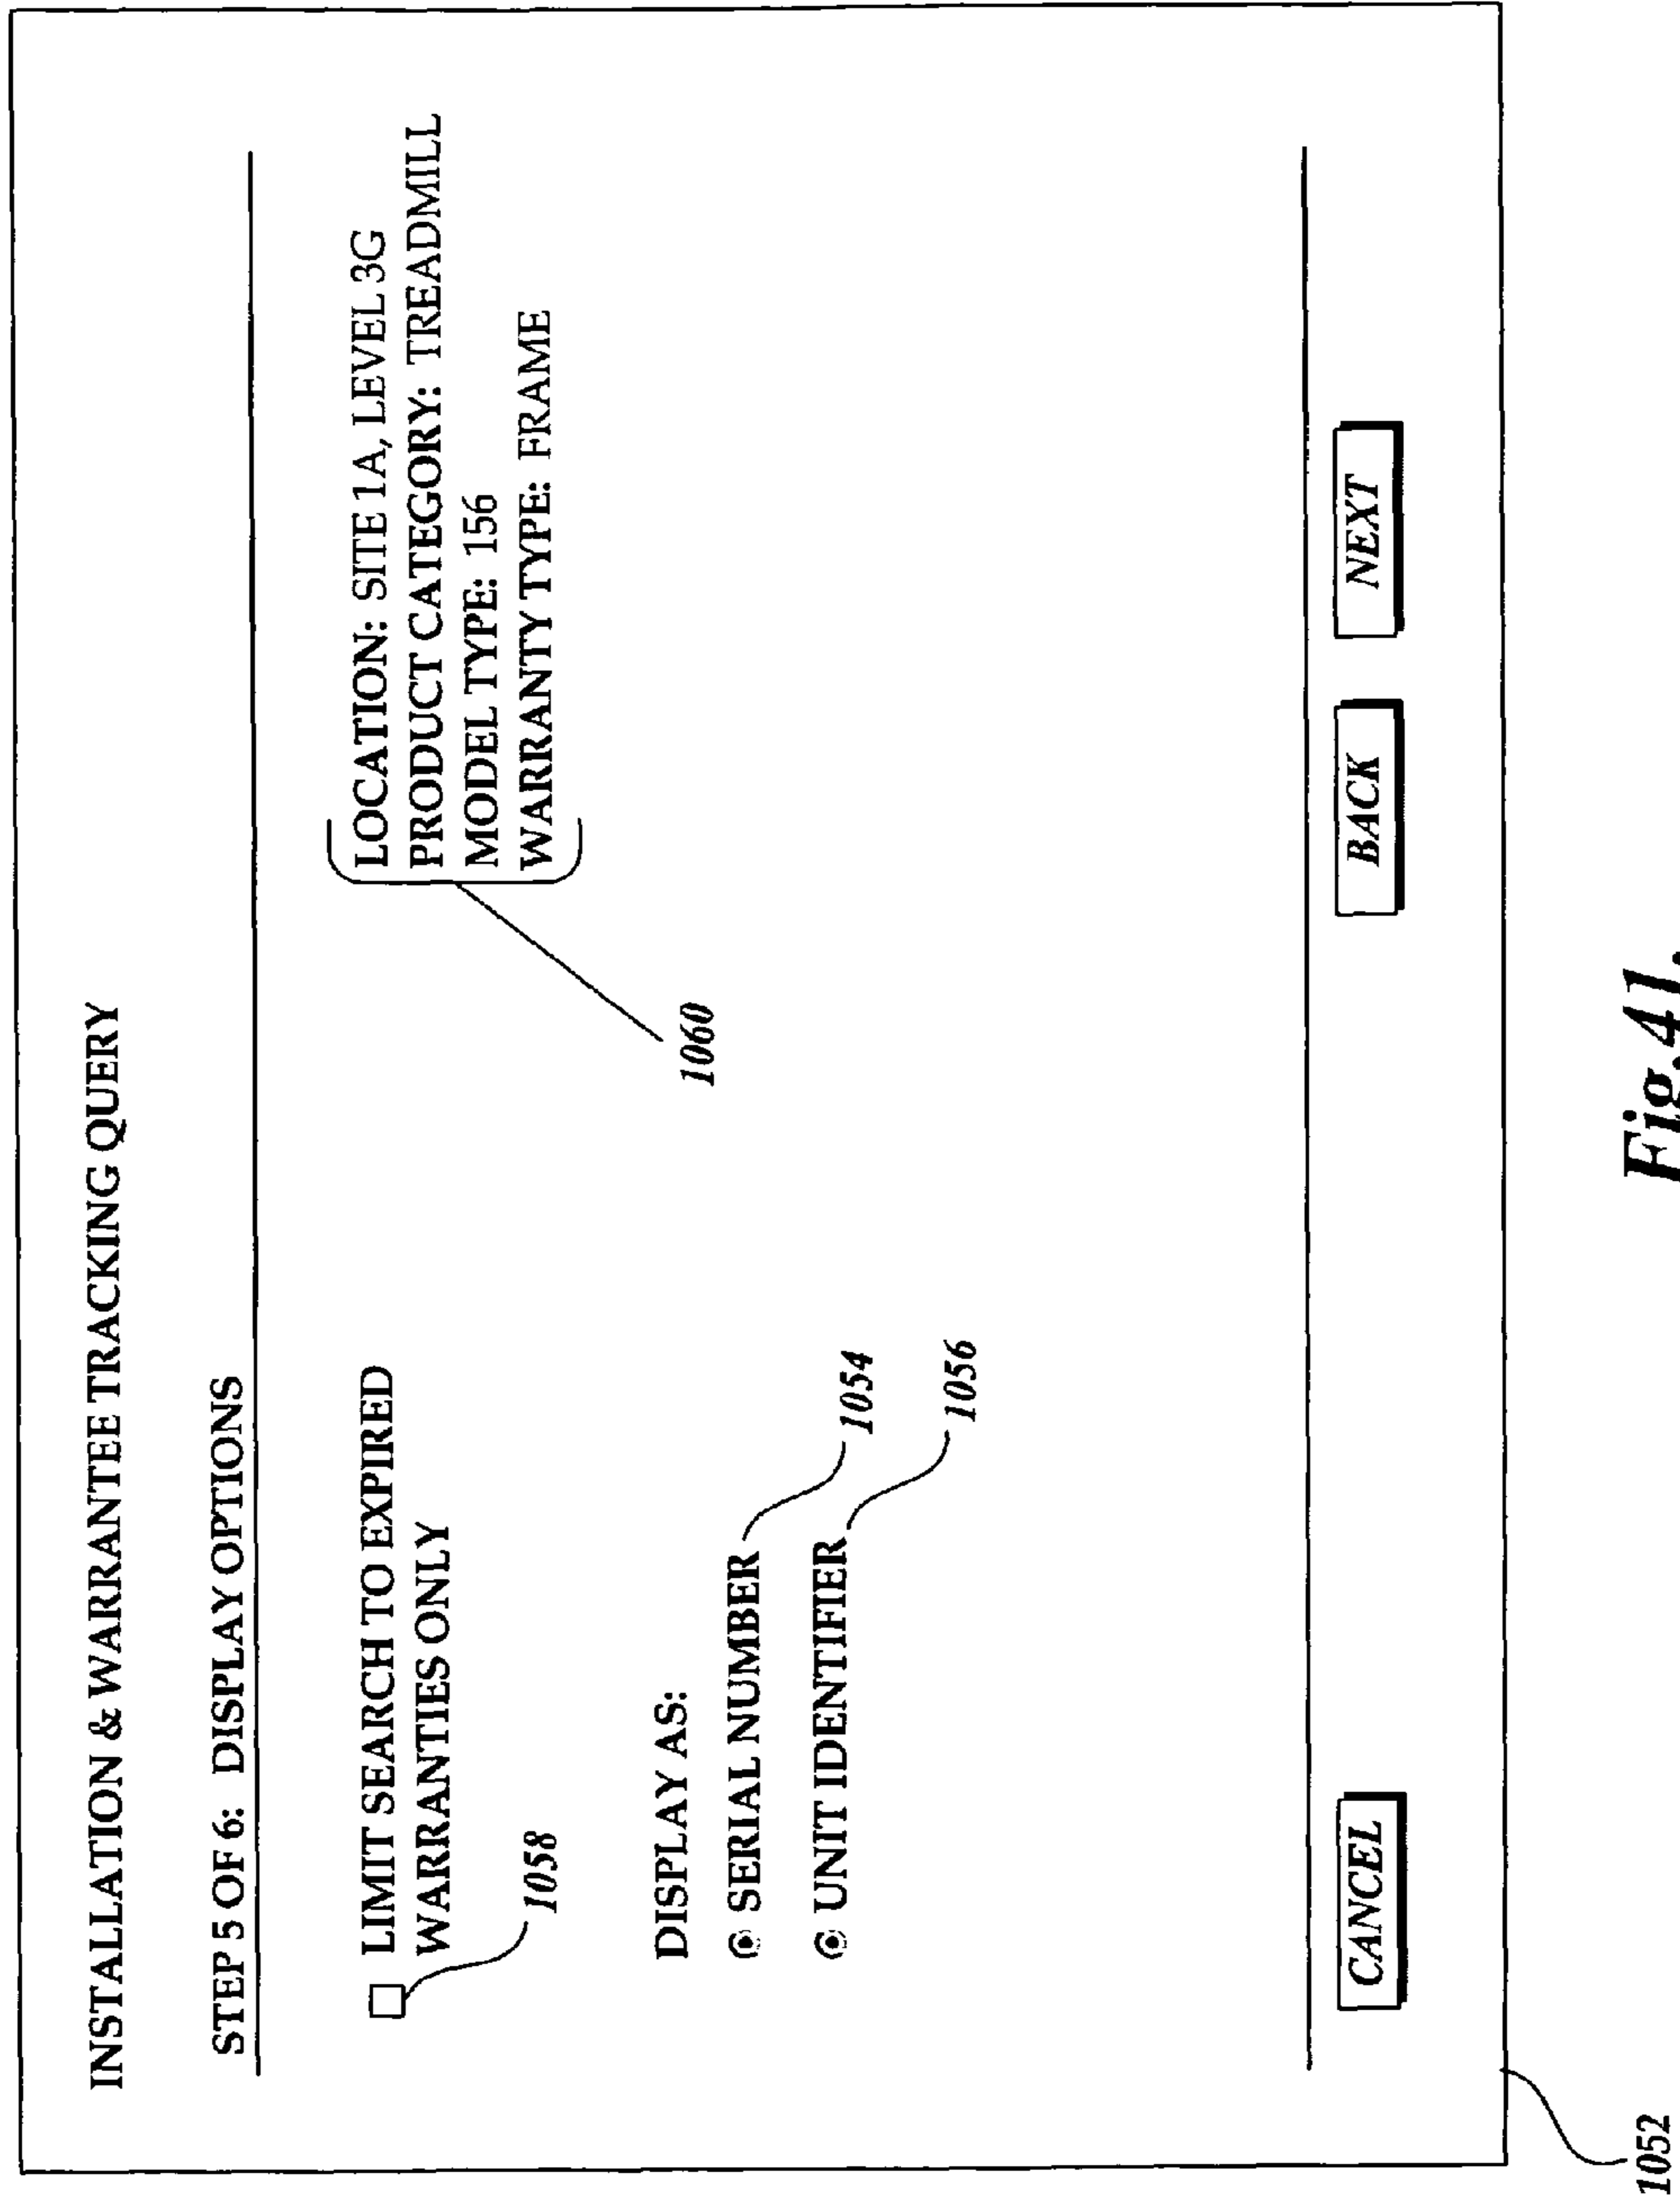 INSTALLATION & WARRANTEE TRACKING QUERY
STEP 5 OF 6: DISPLAY OPTIONS
LIMIT SEARCH TO EXPIRED
WARRANTIES ONLY
1058
DISPLAY AS:
SERIAL NUMBER
1054
UNIT IDENTIFIER
1056
LOCATION: SITE 1A, LEVEL 3G
PRODUCT CATEGORY: TREADMILL
MODEL TYPE: 156
WARRANTY TYPE: FRAME
1060
CANCEL
BACK
NEXT
1052
Fig.41.